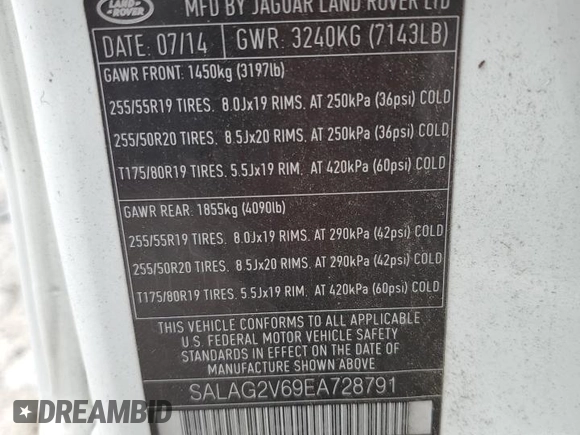 LAND
ROVER
MFD BY JAGUAR LAND ROVER LTD
DATE: 07/14
GWR: 3240KG (7143LB)
GAWR FRONT: 1450kg (3197lb)
255/55R19 TIRES. 8.0Jx19 RIMS. AT 250kPa (36psi) COLD
255/50R20 TIRES. 8.5Jx20 RIMS. AT 250kPa (36psi) COLD
T175/80R19 TIRES. 5.5Jx19 RIM. AT 420kPa (60psi) COLD
GAWR REAR: 1855kg (4090lb)
255/55R19 TIRES. 8.0Jx19 RIMS. AT 290kPa (42psi) COLD
255/50R20 TIRES. 8.5Jx20 RIMS. AT 290kPa (42psi) COLD
T175/80R19 TIRES. 5.5Jx19 RIM. AT 420kPa (60psi) COLD
THIS VEHICLE CONFORMS TO ALL APPLICABLE
U.S. FEDERAL MOTOR VEHICLE SAFETY
STANDARDS IN EFFECT ON THE DATE OF
MANUFACTURE SHOWN ABOVE
SALAG2V69EA728791
DREAMBID
.COM